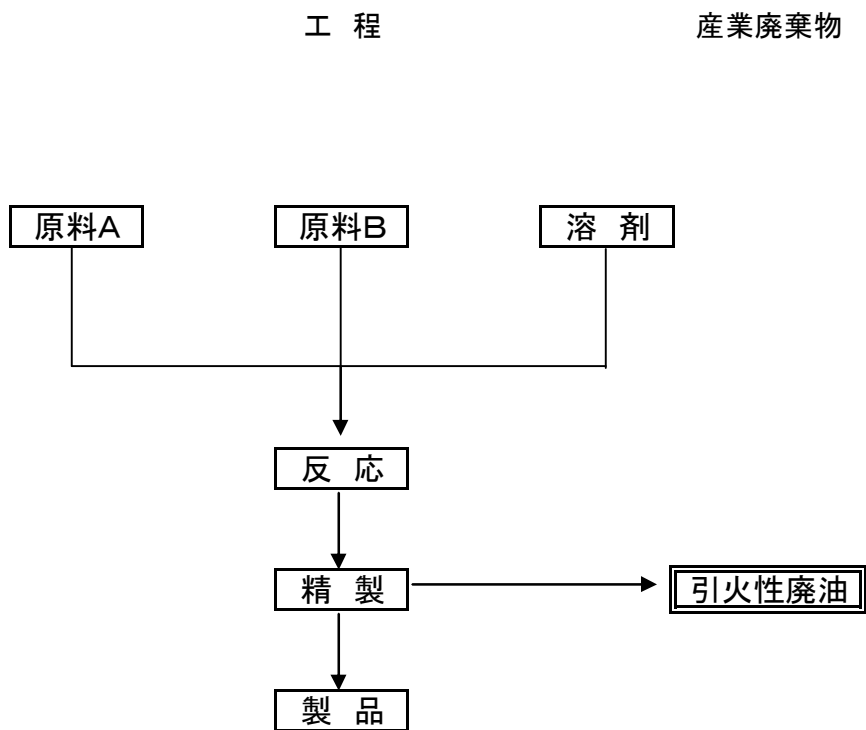 工 程
産業廃棄物
原料A
原料B
溶 剤
反 応
精 製
引火性廃油
製 品